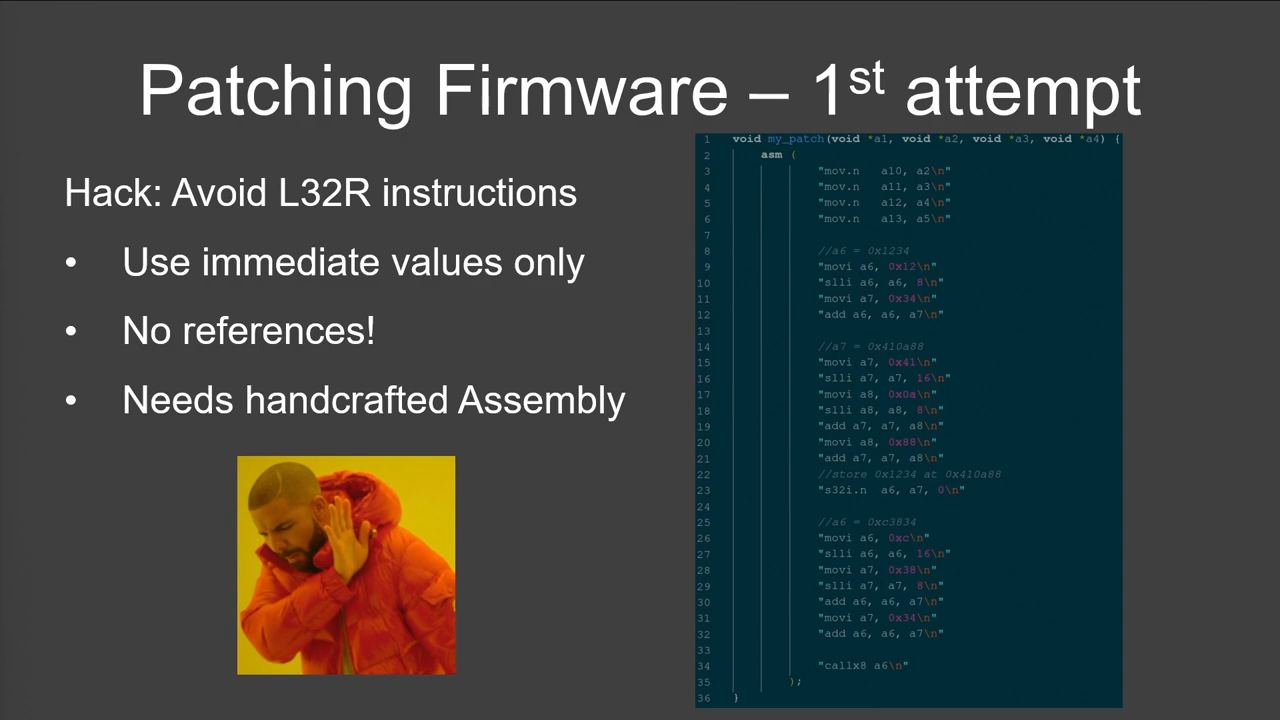 Patching Firmware – 1st attempt
Hack: Avoid L32R instructions
• Use immediate values only
• No references!
• Needs handcrafted Assembly
1 void my_patch(void *a1, void *a2, void *a3, void *a4) {
2 asm (
3 "mov.n a10, a2\n"
4 "mov.n a11, a3\n"
5 "mov.n a12, a4\n"
6 "mov.n a13, a5\n"
7
8 //a6 = 0x1234
9 "movi a6, 0x12\n"
10 "slli a6, a6, 8\n"
11 "movi a7, 0x34\n"
12 "add a6, a6, a7\n"
13
14 //a7 = 0x410a88
15 "movi a7, 0x41\n"
16 "slli a7, a7, 16\n"
17 "movi a8, 0x0a\n"
18 "slli a8, a8, 8\n"
19 "add a7, a7, a8\n"
20 "movi a8, 0x88\n"
21 "add a7, a7, a8\n"
22 //store 0x1234 at 0x410a88
23 "s32i.n a6, a7, 0\n"
24
25 //a6 = 0xc3834
26 "movi a6, 0xc\n"
27 "slli a6, a6, 16\n"
28 "movi a7, 0x38\n"
29 "slli a7, a7, 8\n"
30 "add a6, a6, a7\n"
31 "movi a7, 0x34\n"
32 "add a6, a6, a7\n"
33
34 "callx8 a6\n"
35 );
36 }